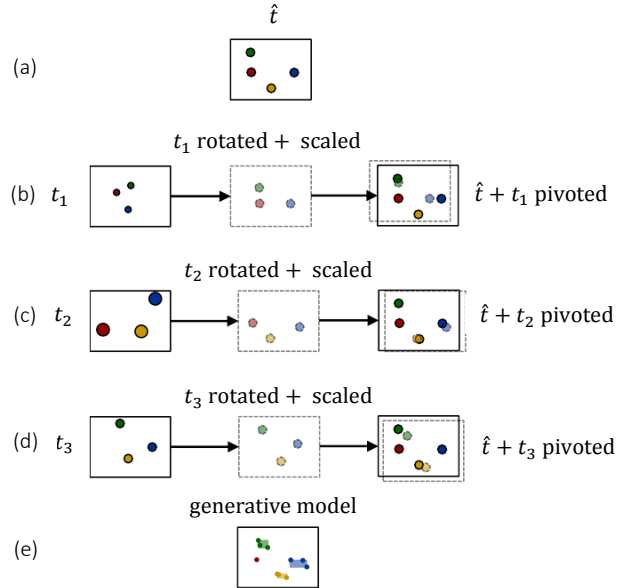 t̂
(a)
t₁ rotated + scaled
(b) t₁ t̂ + t₁ pivoted
t₂ rotated + scaled
(c) t₂ t̂ + t₂ pivoted
t₃ rotated + scaled
(d) t₃ t̂ + t₃ pivoted
generative model
(e)